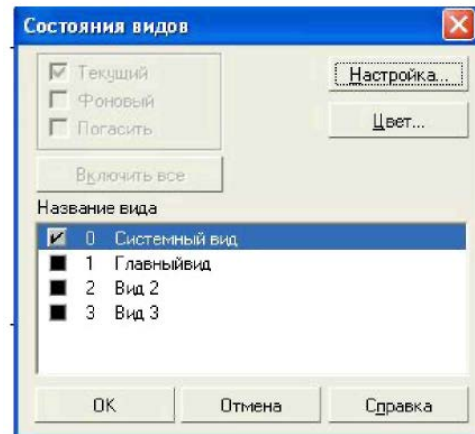 Состояния видов
Текущий
Настройка...
Фоновый
Погасить
Цвет...
Включить все
Название вида
0 Системный вид
1 Главныйвид
2 Вид 2
3 Вид 3
OK Отмена Справка